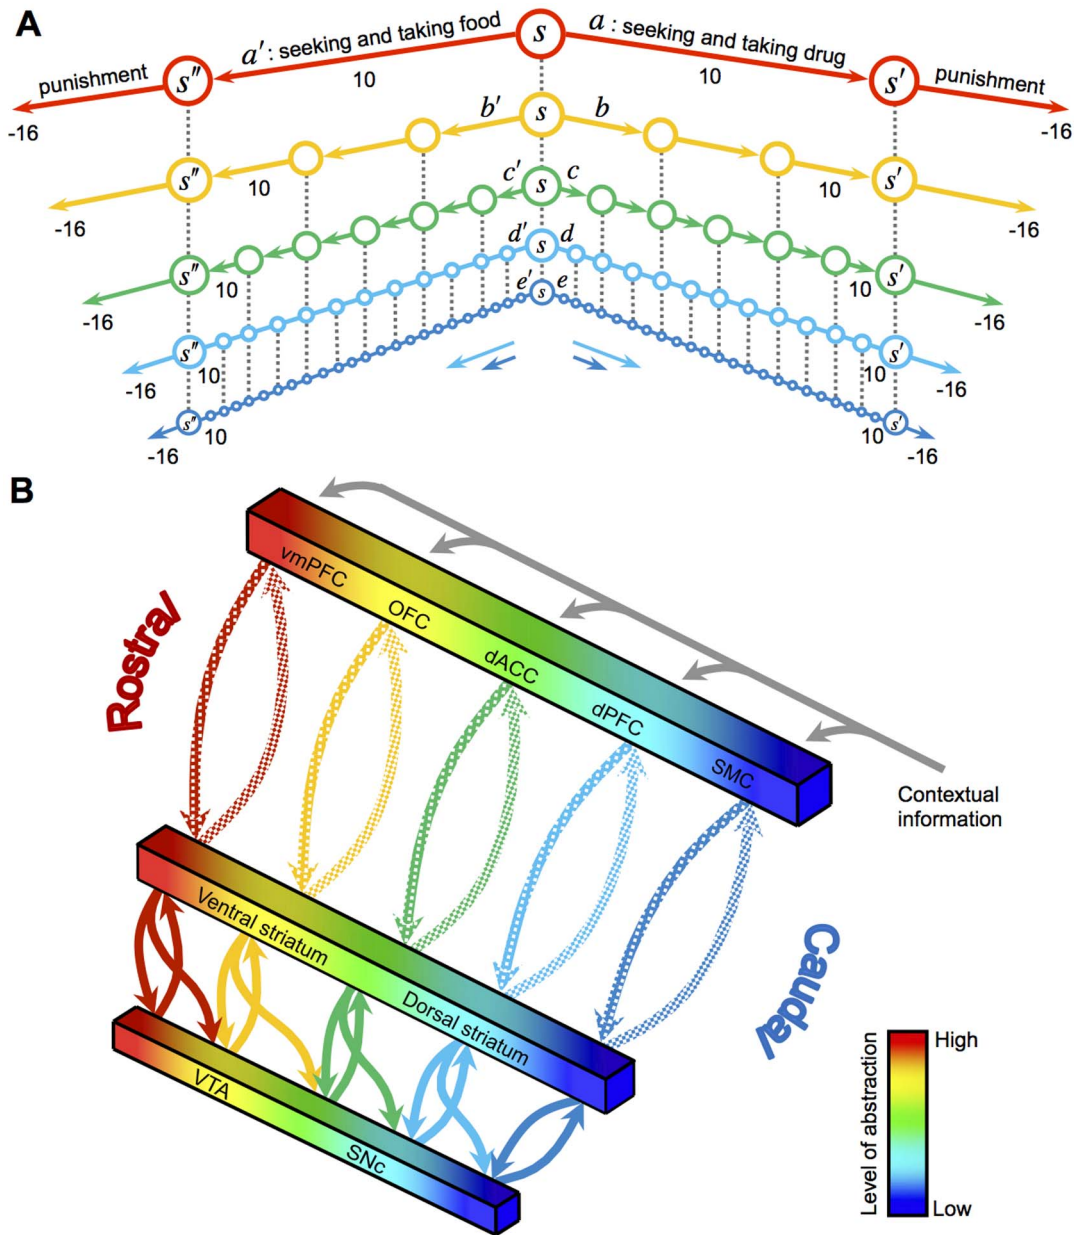 A
punishment
s″
a′ : seeking and taking food
10
s
a : seeking and taking drug
10
s′
punishment
-16
-16
b′
s
b
s″
10
10
s′
-16
-16
c′
s
c
s″
10
10
s′
-16
-16
d′
s
d
s″
10
10
s′
-16
-16
e′
s
e
s″
10
10
s′
-16
-16
B
Rostral
vmPFC
OFC
dACC
dPFC
SMC
Contextual
information
Ventral striatum
Dorsal striatum
Caudal
VTA
SNc
Level of abstraction
High
Low